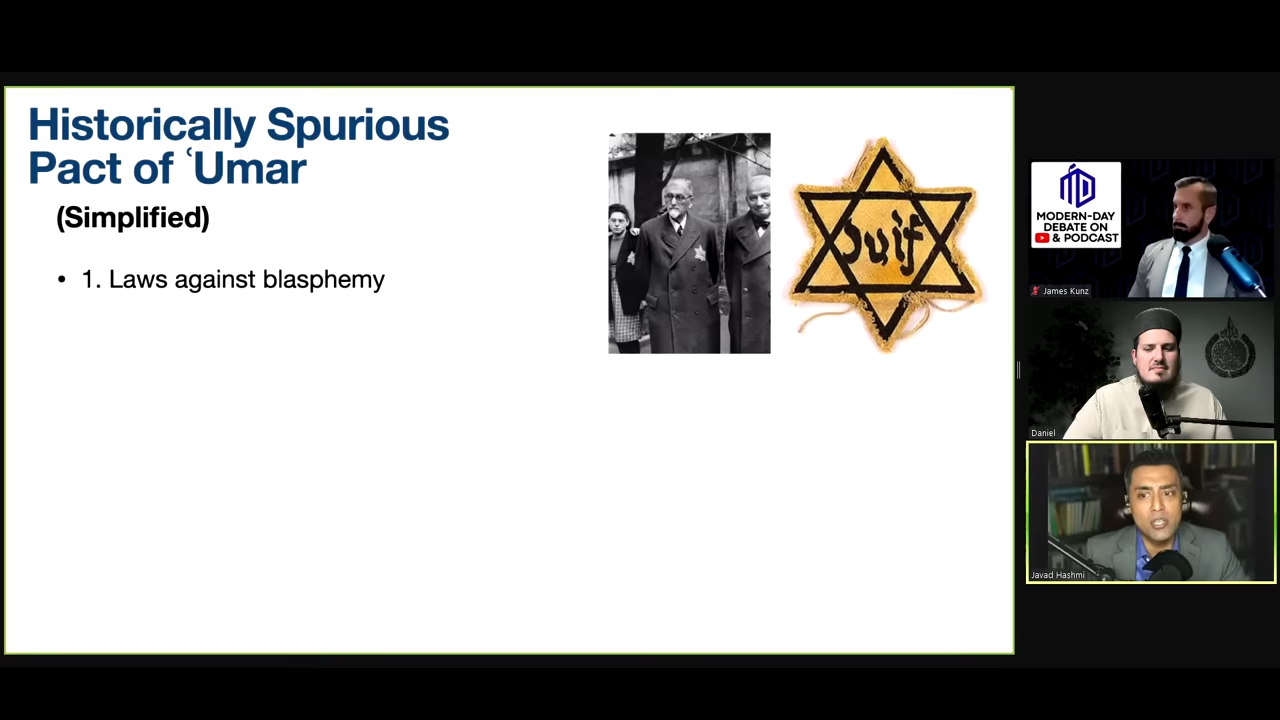 Historically Spurious
Pact of ʿUmar
(Simplified)
• 1. Laws against blasphemy
Juif
MODERN-DAY
DEBATE ON
& PODCAST
James Kunz
Daniel
Javad Hashmi